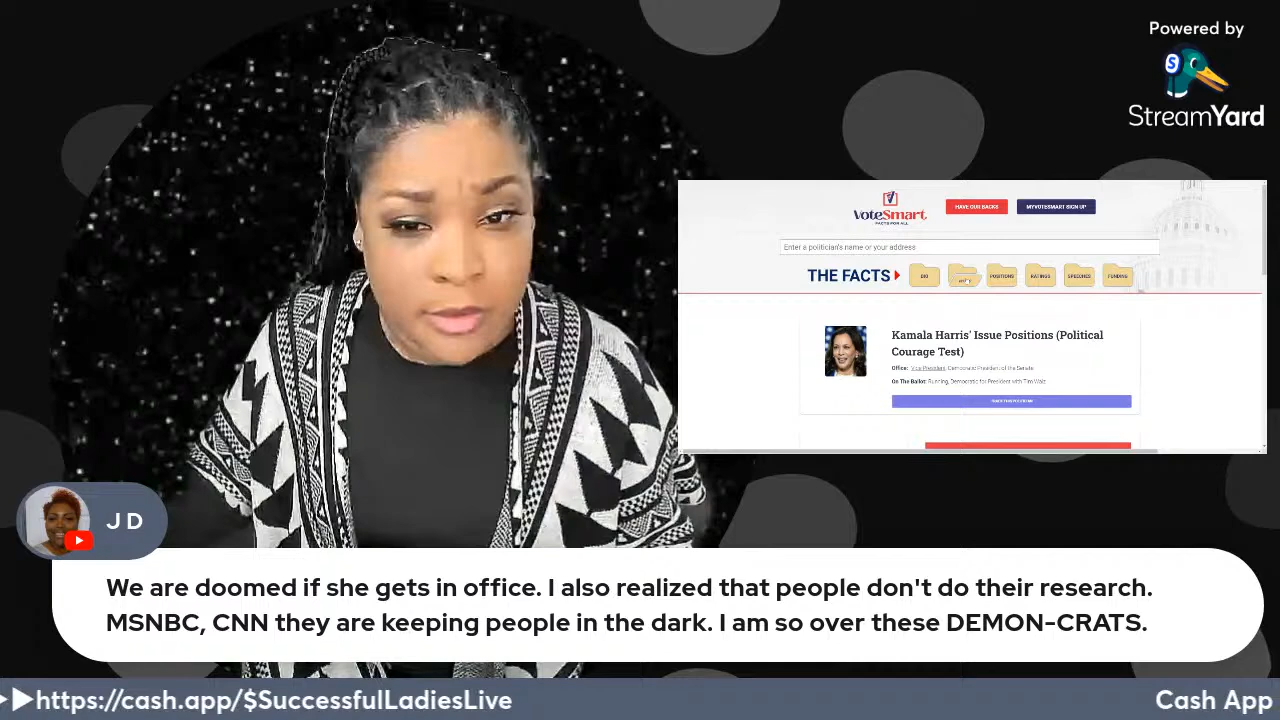 Powered by
StreamYard
VoteSmart
FACTS FOR ALL
HAVE OUR BACKS
MYVOTESMART SIGN UP
Enter a politician's name or your address
THE FACTS
BIO
POSITIONS
RATINGS
SPEECHES
FUNDING
Kamala Harris' Issue Positions (Political
Courage Test)
Office: Vice President, Democratic President of the Senate
On The Ballot: Running, Democratic for President with Tim Walz
J D
We are doomed if she gets in office. I also realized that people don't do their research.
MSNBC, CNN they are keeping people in the dark. I am so over these DEMON-CRATS.
https://cash.app/$SuccessfulLadiesLive
Cash App